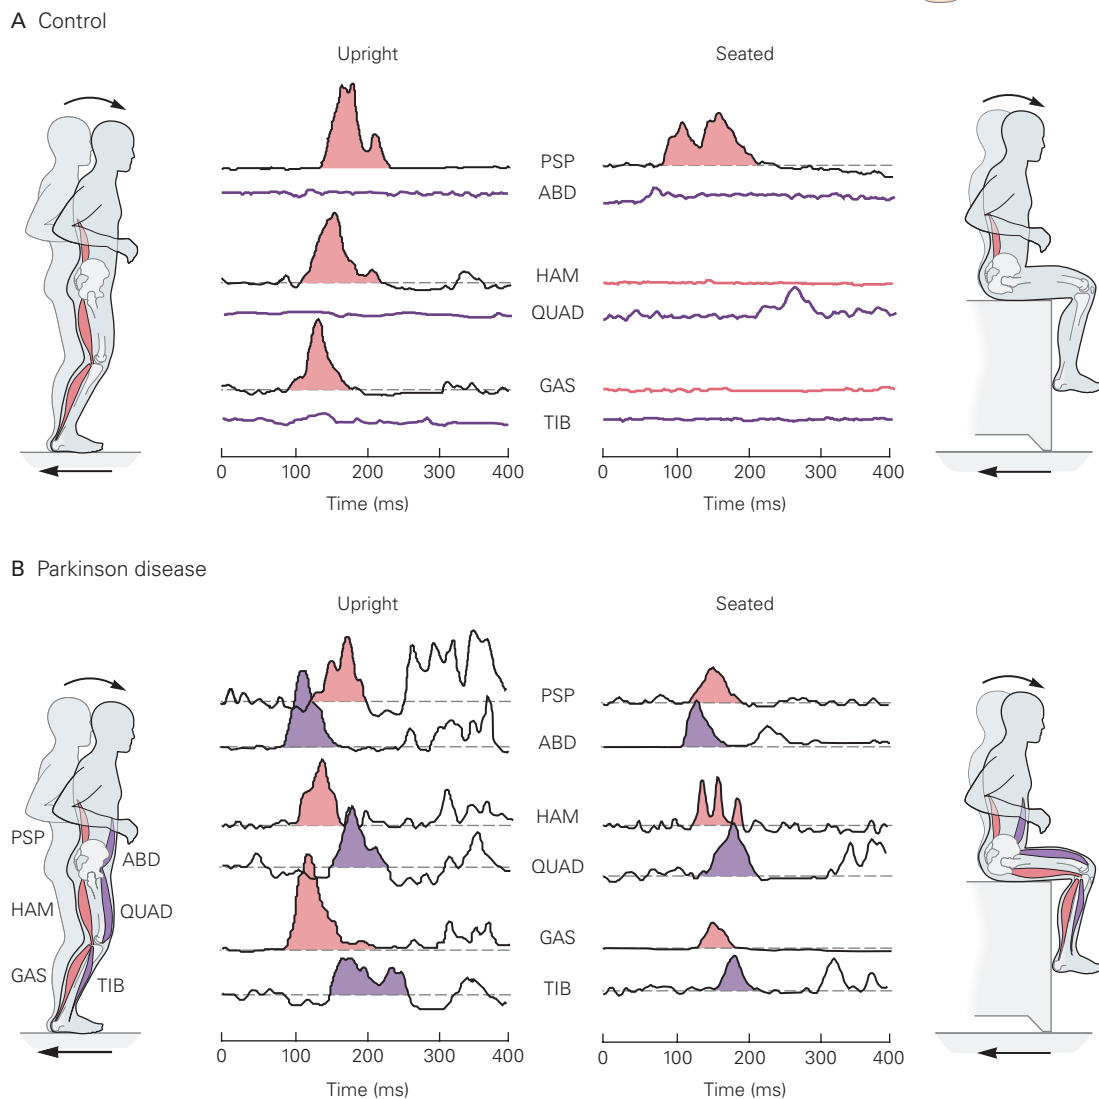 A Control
Upright
Seated
PSP
ABD
HAM
QUAD
GAS
TIB
0 100 200 300 400
0 100 200 300 400
Time (ms)
Time (ms)
B Parkinson disease
Upright
Seated
PSP
ABD
HAM
QUAD
GAS
TIB
PSP
ABD
HAM
QUAD
GAS
TIB
0 100 200 300 400
0 100 200 300 400
Time (ms)
Time (ms)